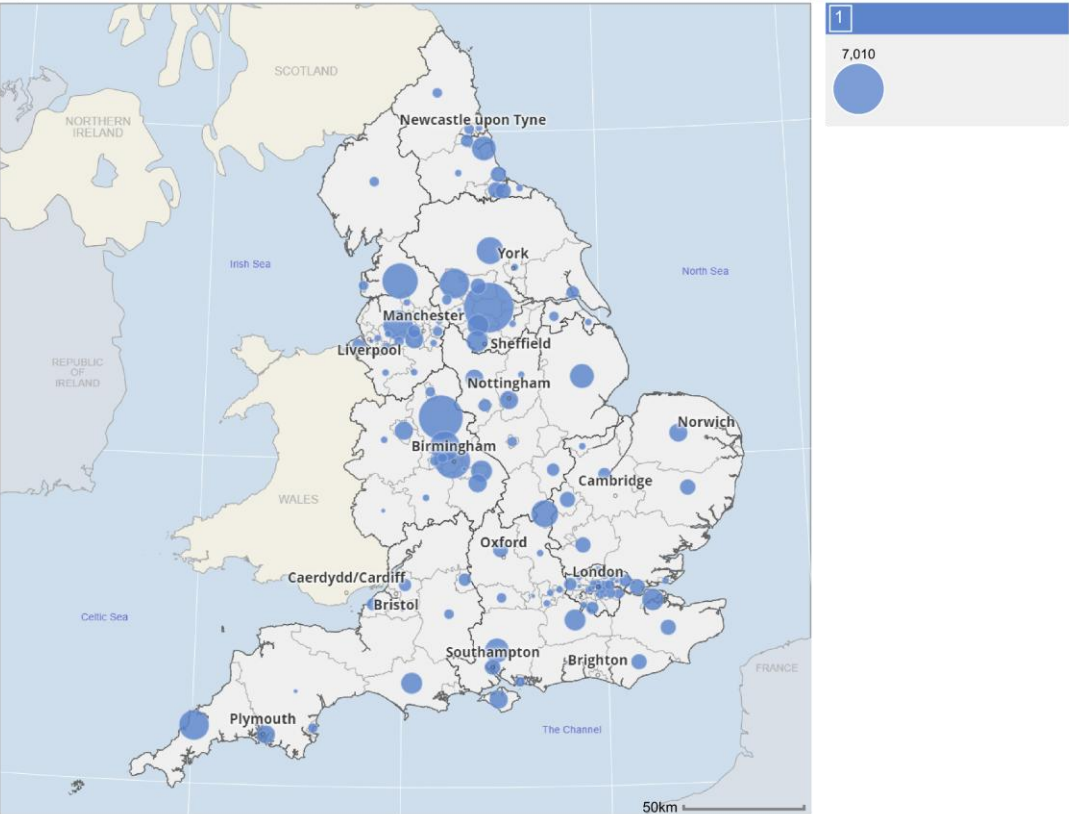 1
7,010
SCOTLAND
NORTHERN
IRELAND
Newcastle upon Tyne
York
Irish Sea
North Sea
Manchester
Liverpool
Sheffield
REPUBLIC
OF
IRELAND
Nottingham
Norwich
Birmingham
Cambridge
WALES
Oxford
London
Caerdydd/Cardiff
Bristol
Celtic Sea
Southampton
Brighton
FRANCE
Plymouth
The Channel
50km